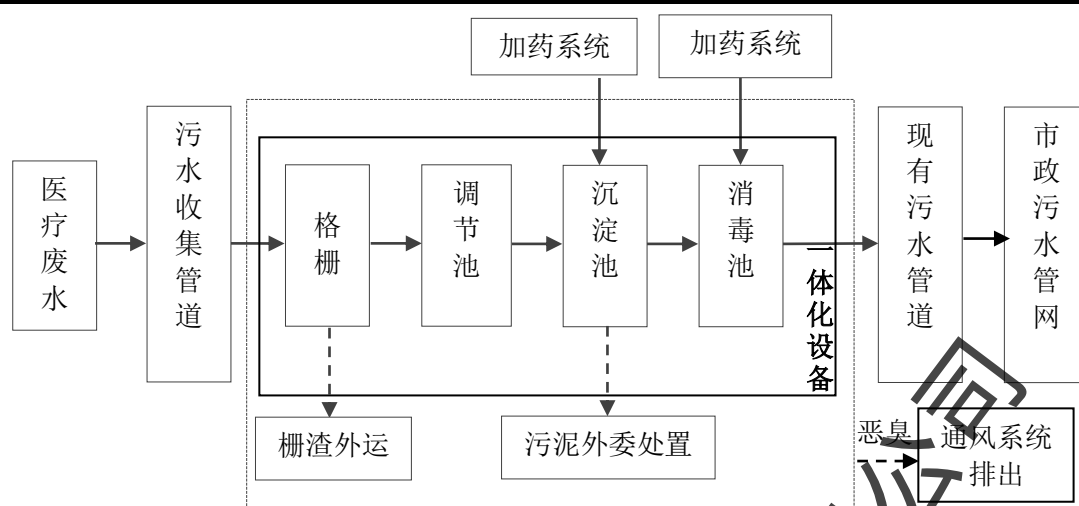 加药系统
加药系统
医疗废水
污水收集管道
格栅
调节池
沉淀池
消毒池
一体化设备
现有污水管道
市政污水管网
栅渣外运
污泥外委处置
恶臭
通风系统
排出
公司